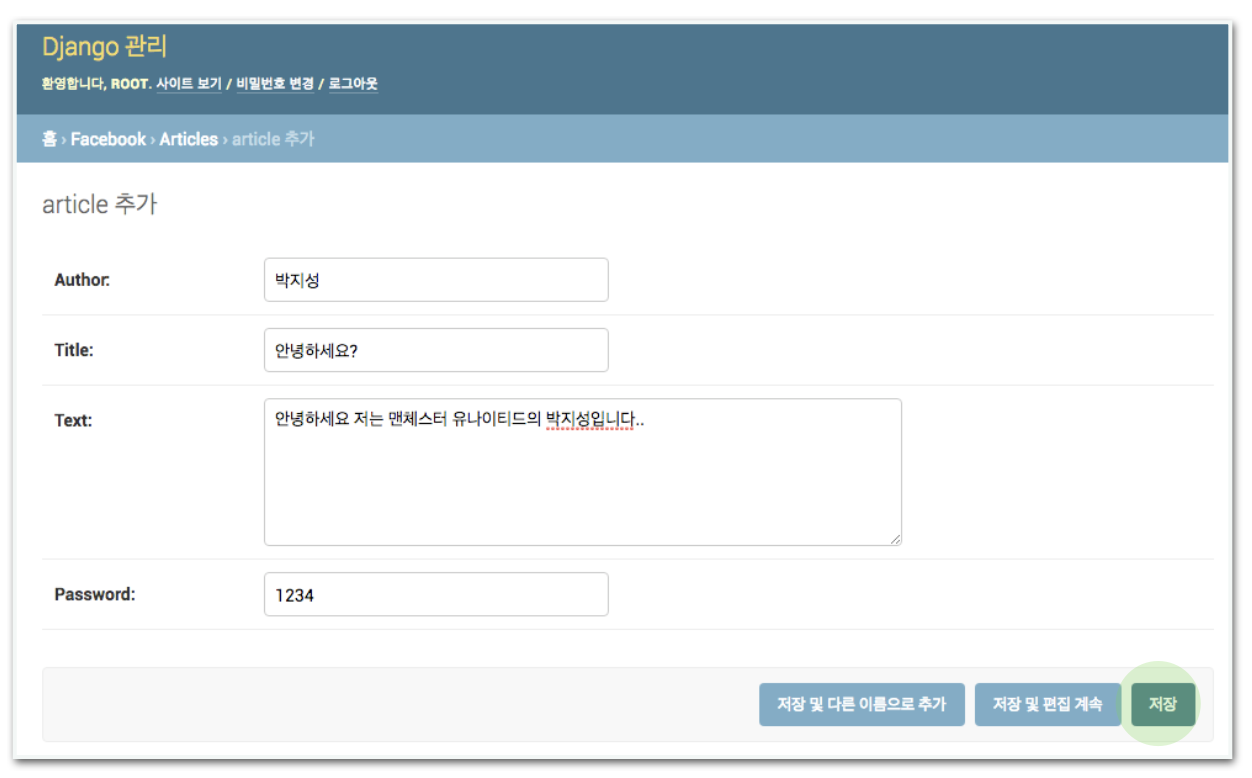 Django 관리
환영합니다, ROOT. 사이트 보기 / 비밀번호 변경 / 로그아웃
홈 › Facebook › Articles › article 추가
article 추가
Author: 박지성
Title: 안녕하세요?
Text: 안녕하세요 저는 맨체스터 유나이티드의 박지성입니다..
Password: 1234
저장 및 다른 이름으로 추가 저장 및 편집 계속 저장